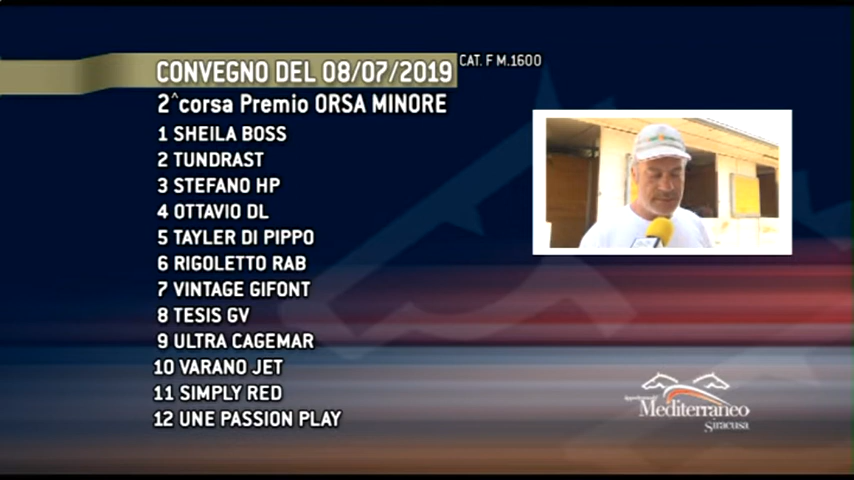 CONVEGNO DEL 08/07/2019
CAT. F M.1600
2^corsa Premio ORSA MINORE
1 SHEILA BOSS
2 TUNDRAST
3 STEFANO HP
4 OTTAVIO DL
5 TAYLER DI PIPPO
6 RIGOLETTO RAB
7 VINTAGE GIFONT
8 TESIS GV
9 ULTRA CAGEMAR
10 VARANO JET
11 SIMPLY RED
12 UNE PASSION PLAY
Mediterraneo
Siracusa